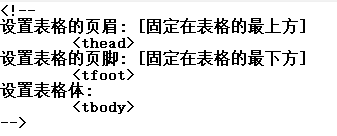 <!--
设置表格的页眉: [固定在表格的最上方]
<thead>
设置表格的页脚: [固定在表格的最下方]
<tfoot>
设置表格体:
<tbody>
-->